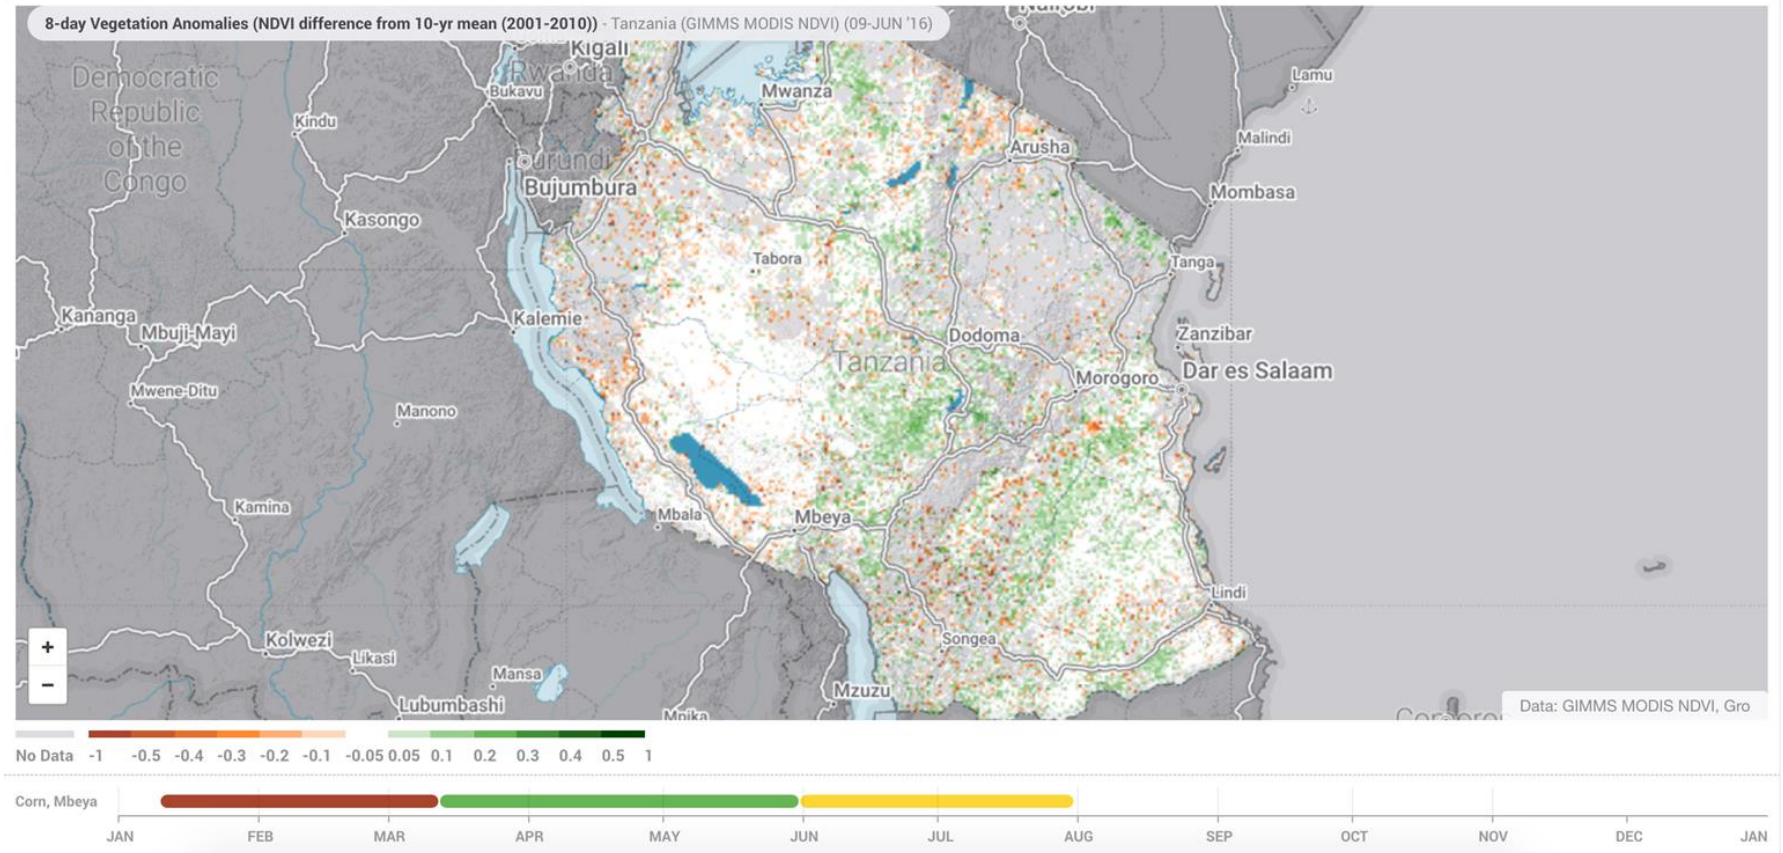 8-day Vegetation Anomalies (NDVI difference from 10-yr mean (2001-2010)) - Tanzania (GIMMS MODIS NDVI) (09-JUN '16)
Nairobi
Kigali
Rwanda
Democratic
Republic
of the
Congo
Lamu
Bukavu
Mwanza
Kindu
Malindi
Arusha
Burundi
Bujumbura
Mombasa
Kasongo
Tabora
Tanga
Kananga
Kalemie
Mbuji-Mayi
Dodoma
Zanzibar
Tanzania
Dar es Salaam
Morogoro
Mwene-Ditu
Manono
Kamina
Mbala
Mbeya
Lindi
Kolwezi
Songea
+
Likasi
Mansa
−
Mzuzu
Lubumbashi
Mpika
Data: GIMMS MODIS NDVI, Gro
No Data -1 -0.5 -0.4 -0.3 -0.2 -0.1 -0.05 0.05 0.1 0.2 0.3 0.4 0.5 1
Corn, Mbeya
JAN FEB MAR APR MAY JUN JUL AUG SEP OCT NOV DEC JAN